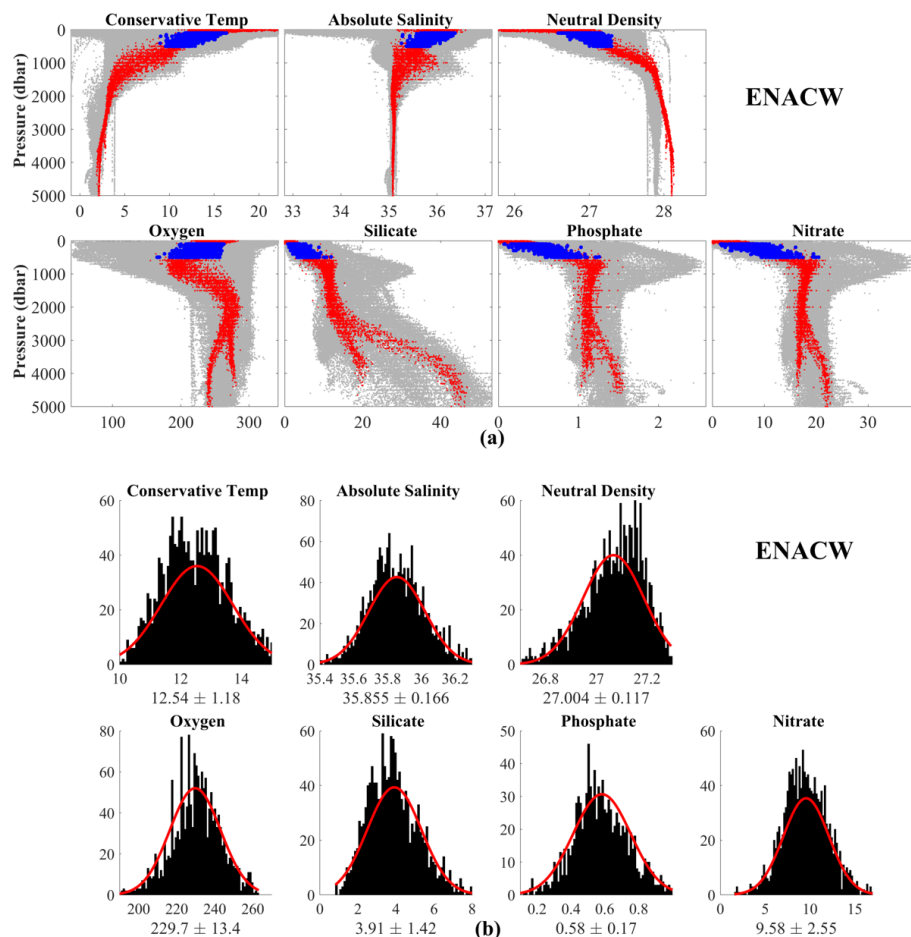 Conservative Temp Absolute Salinity Neutral Density
0
1000
2000
3000
4000
5000
Pressure (dbar)
ENACW
0 5 10 15 20 33 34 35 36 37 26 27 28
Oxygen Silicate Phosphate Nitrate
0
1000
2000
3000
4000
5000
Pressure (dbar)
100 200 300 0 20 40 0 1 2 0 10 20 30
(a)
Conservative Temp Absolute Salinity Neutral Density
60 80 60
40 60 40
20 40 20
0 20 0
0
ENACW
10 12 14 35.4 35.6 35.8 36 36.2 26.8 27 27.2
12.54 ± 1.18 35.855 ± 0.166 27.004 ± 0.117
Oxygen Silicate Phosphate Nitrate
80 60 50 60
60 40 40 40
40 20 30 20
20 0 20 0
0 10
0
200 220 240 260 0 2 4 6 8 0.2 0.4 0.6 0.8 0 5 10 15
229.7 ± 13.4 3.91 ± 1.42 0.58 ± 0.17 9.58 ± 2.55
(b)